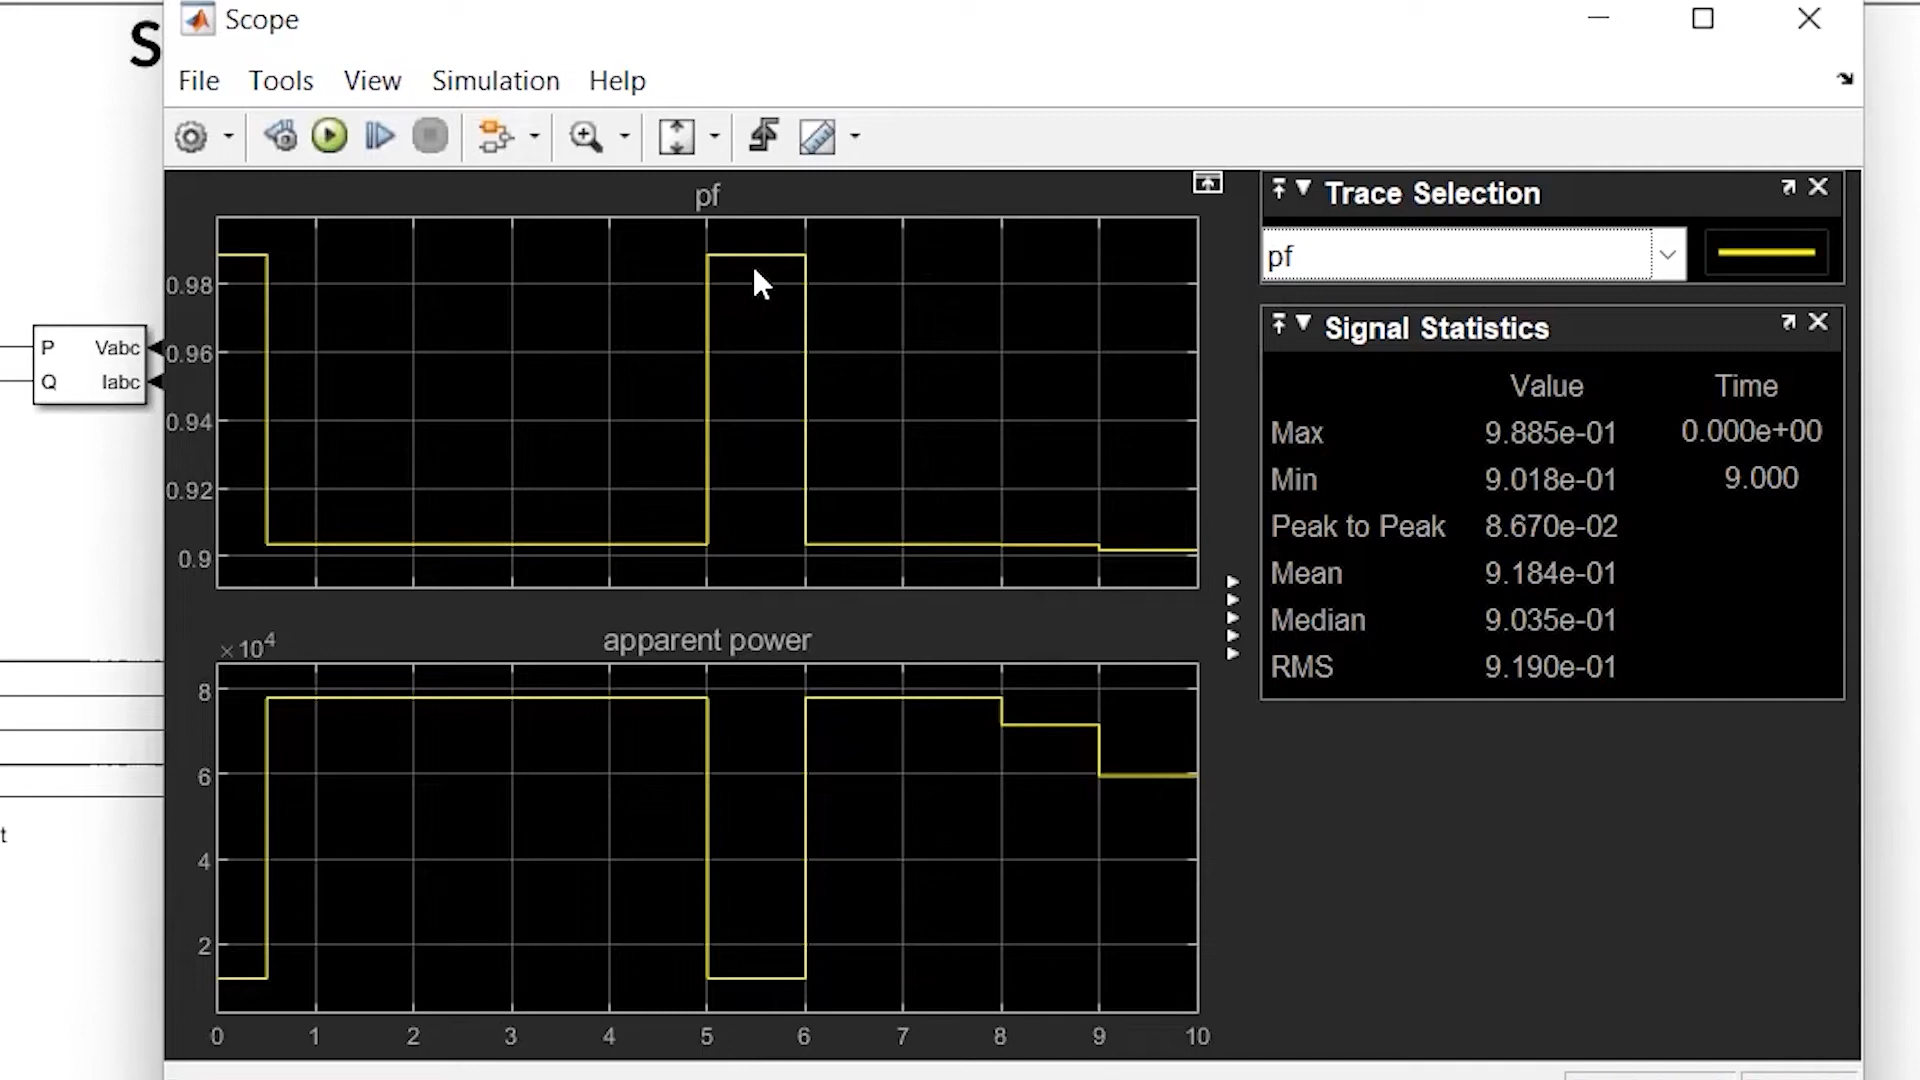 S
Scope
File Tools View Simulation Help
pf
0.98
0.96
0.94
0.92
0.9
P Vabc
Q Iabc
t
×10⁴ apparent power
8
6
4
2
0 1 2 3 4 5 6 7 8 9 10
Trace Selection
pf
Signal Statistics
Value Time
Max 9.885e-01 0.000e+00
Min 9.018e-01 9.000
Peak to Peak 8.670e-02
Mean 9.184e-01
Median 9.035e-01
RMS 9.190e-01